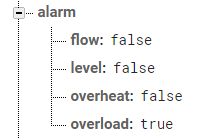 alarm
flow: false
level: false
overheat: false
overload: true